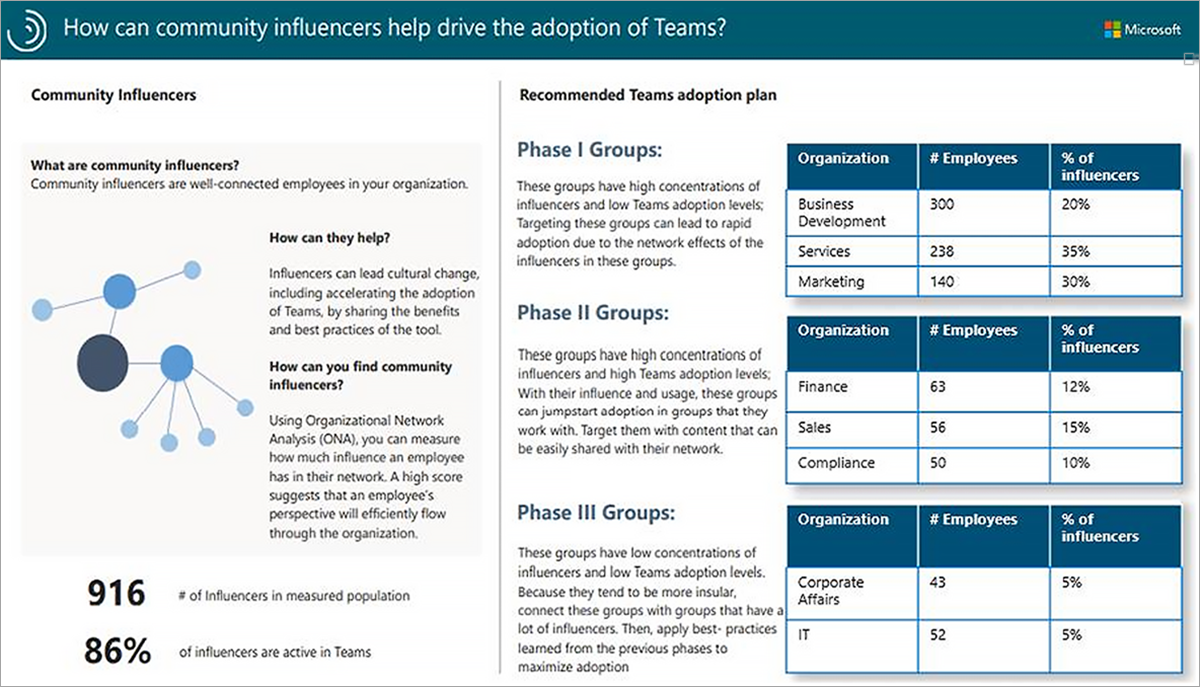 How can community influencers help drive the adoption of Teams?
Microsoft
Community Influencers
What are community influencers?
Community influencers are well-connected employees in your organization.
How can they help?
Influencers can lead cultural change,
including accelerating the adoption
of Teams, by sharing the benefits
and best practices of the tool.
How can you find community
influencers?
Using Organizational Network
Analysis (ONA), you can measure
how much influence an employee
has in their network. A high score
suggests that an employee's
perspective will efficiently flow
through the organization.
916 # of Influencers in measured population
86% of influencers are active in Teams
Recommended Teams adoption plan
Phase I Groups:
These groups have high concentrations of
influencers and low Teams adoption levels;
Targeting these groups can lead to rapid
adoption due to the network effects of the
influencers in these groups.
Organization # Employees % of
influencers
Business
Development 300 20%
Services 238 35%
Marketing 140 30%
Phase II Groups:
These groups have high concentrations of
influencers and high Teams adoption levels;
With their influence and usage, these groups
can jumpstart adoption in groups that they
work with. Target them with content that can
be easily shared with their network.
Organization # Employees % of
influencers
Finance 63 12%
Sales 56 15%
Compliance 50 10%
Phase III Groups:
These groups have low concentrations of
influencers and low Teams adoption levels.
Because they tend to be more insular,
connect these groups with groups that have a
lot of influencers. Then, apply best- practices
learned from the previous phases to
maximize adoption
Organization # Employees % of
influencers
Corporate
Affairs 43 5%
IT 52 5%